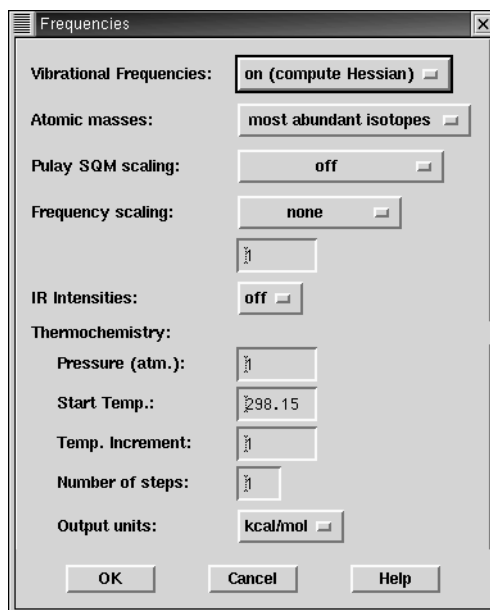 Frequencies
Vibrational Frequencies: on (compute Hessian)
Atomic masses: most abundant isotopes
Pulay SQM scaling: off
Frequency scaling: none
1
IR Intensities: off
Thermochemistry:
Pressure (atm.): 1
Start Temp.: 298.15
Temp. Increment: 1
Number of steps: 1
Output units: kcal/mol
OK Cancel Help